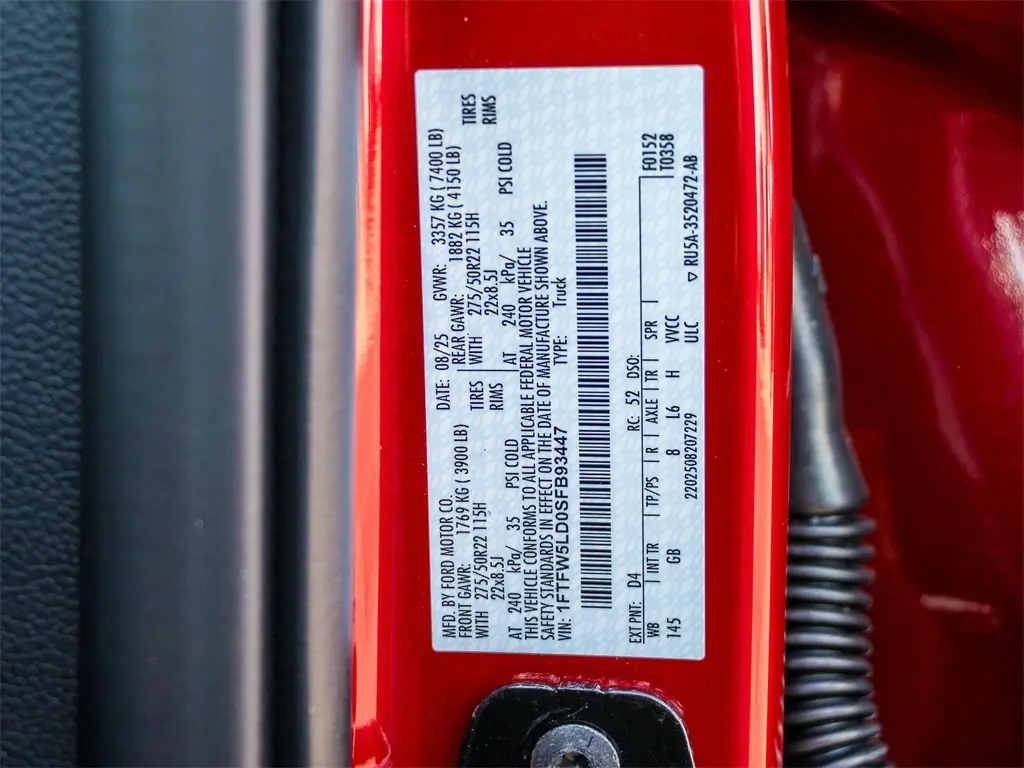 MFD. BY FORD MOTOR CO. DATE: 08/25 GVWR: 3357 KG ( 7400 LB)
FRONT GAWR: 1769 KG ( 3900 LB) REAR GAWR: 1882 KG ( 4150 LB)
WITH 275/50R22 115H TIRES WITH 275/50R22 115H TIRES
22x8.5J RIMS 22x8.5J RIMS
AT 240 kPa/ 35 PSI COLD AT 240 kPa/ 35 PSI COLD
THIS VEHICLE CONFORMS TO ALL APPLICABLE FEDERAL MOTOR VEHICLE
SAFETY STANDARDS IN EFFECT ON THE DATE OF MANUFACTURE SHOWN ABOVE.
VIN: 1FTFW5LD0SFB93447 TYPE: Truck
EXT PNT: D4 RC: 52 DSO: F0152
WB INT TR TP/PS R AXLE TR SPR T0358
145 GB 8 L6 H VVCC
2202508207229 ULC ▽ RU5A-3520472-AB